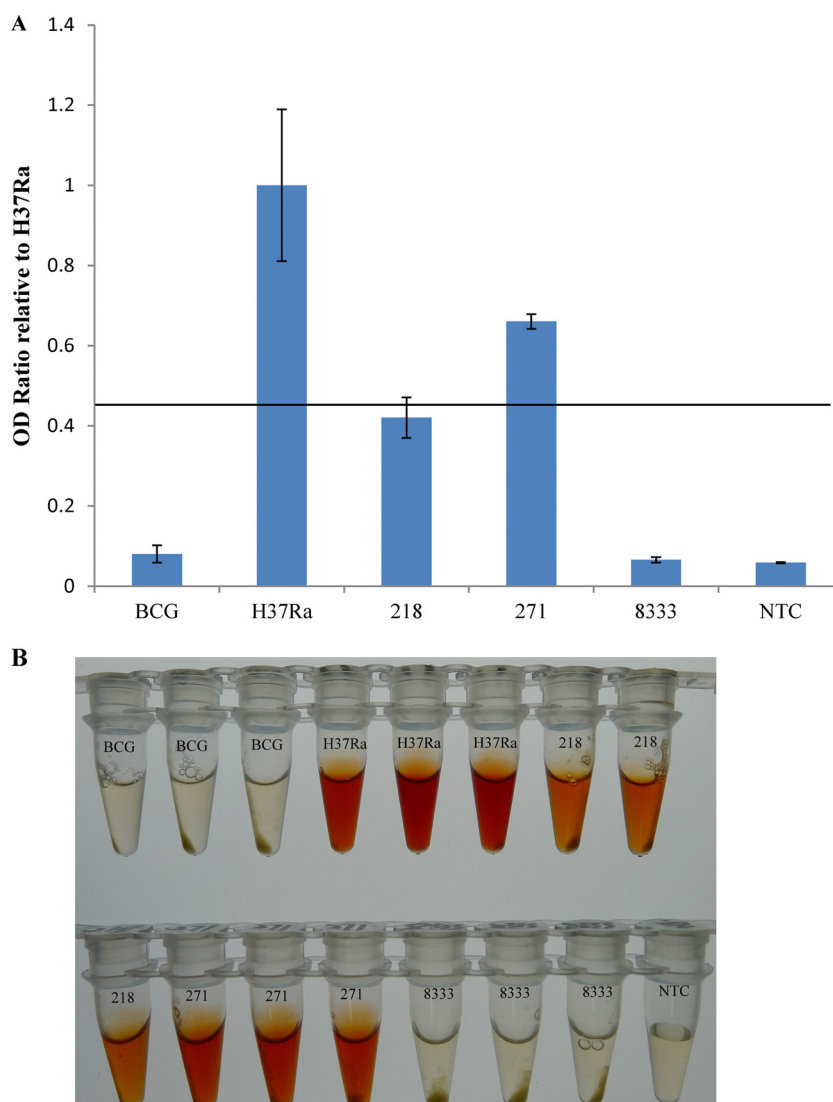 A
OD Ratio relative to H37Ra
1.4
1.2
1
0.8
0.6
0.4
0.2
0
BCG H37Ra 218 271 8333 NTC
B
BCG BCG BCG H37Ra H37Ra H37Ra 218 218
218 271 271 271 8333 8333 8333 NTC